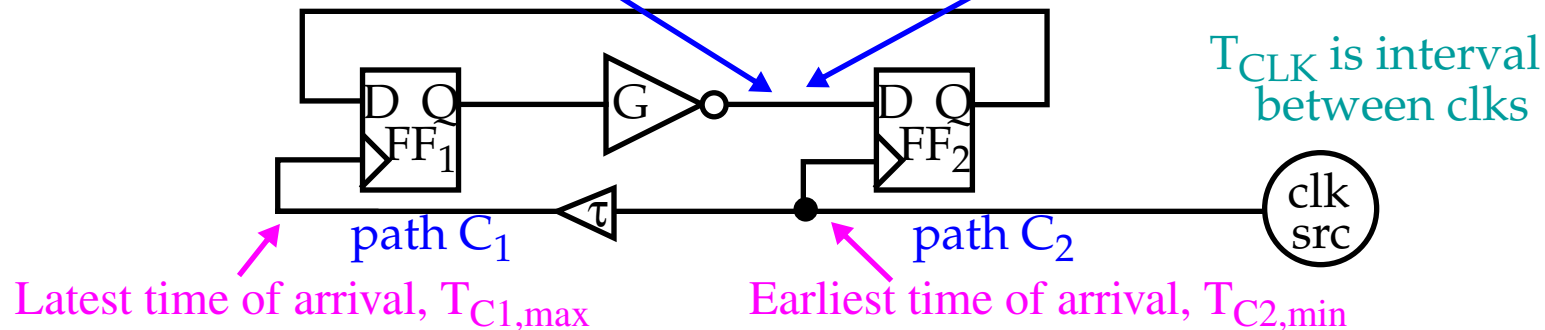 T_CLK is interval
between clks
D Q
FF_1
G
D Q
FF_2
clk
src
τ
path C_1
path C_2
Latest time of arrival, T_C1,max
Earliest time of arrival, T_C2,min